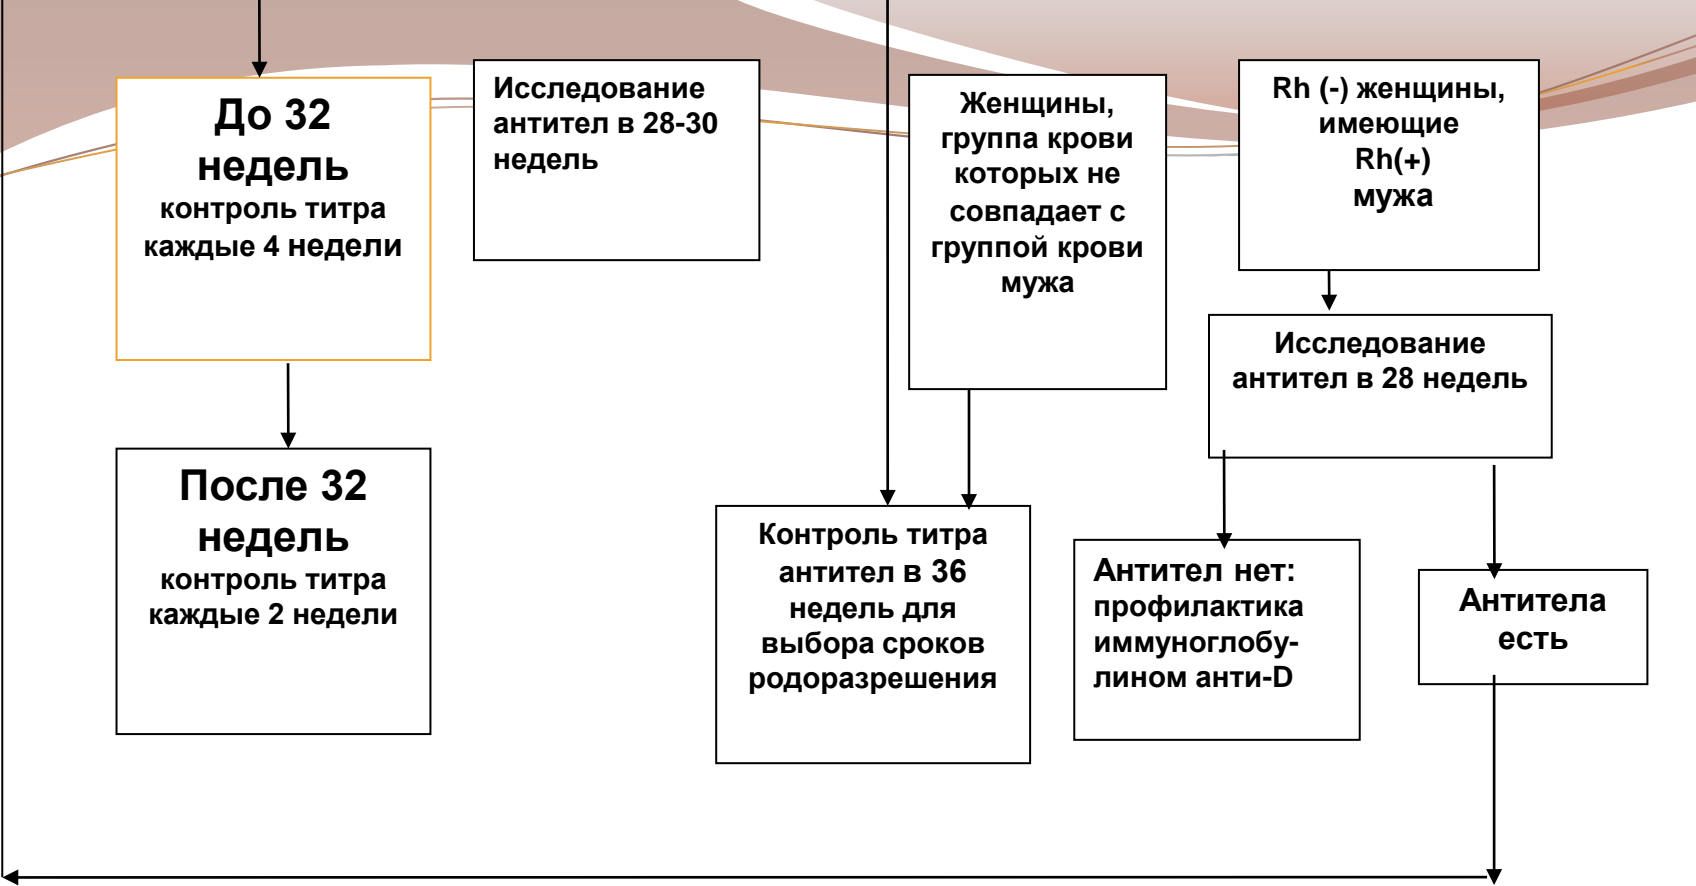 До 32
недель
контроль титра
каждые 4 недели
Исследование
антител в 28-30
недель
Женщины,
группа крови
которых не
совпадает с
группой крови
мужа
Rh (-) женщины,
имеющие
Rh(+)
мужа
Исследование
антител в 28 недель
После 32
недель
контроль титра
каждые 2 недели
Контроль титра
антител в 36
недель для
выбора сроков
родоразрешения
Антител нет:
профилактика
иммуноглобу-
лином анти-D
Антитела
есть